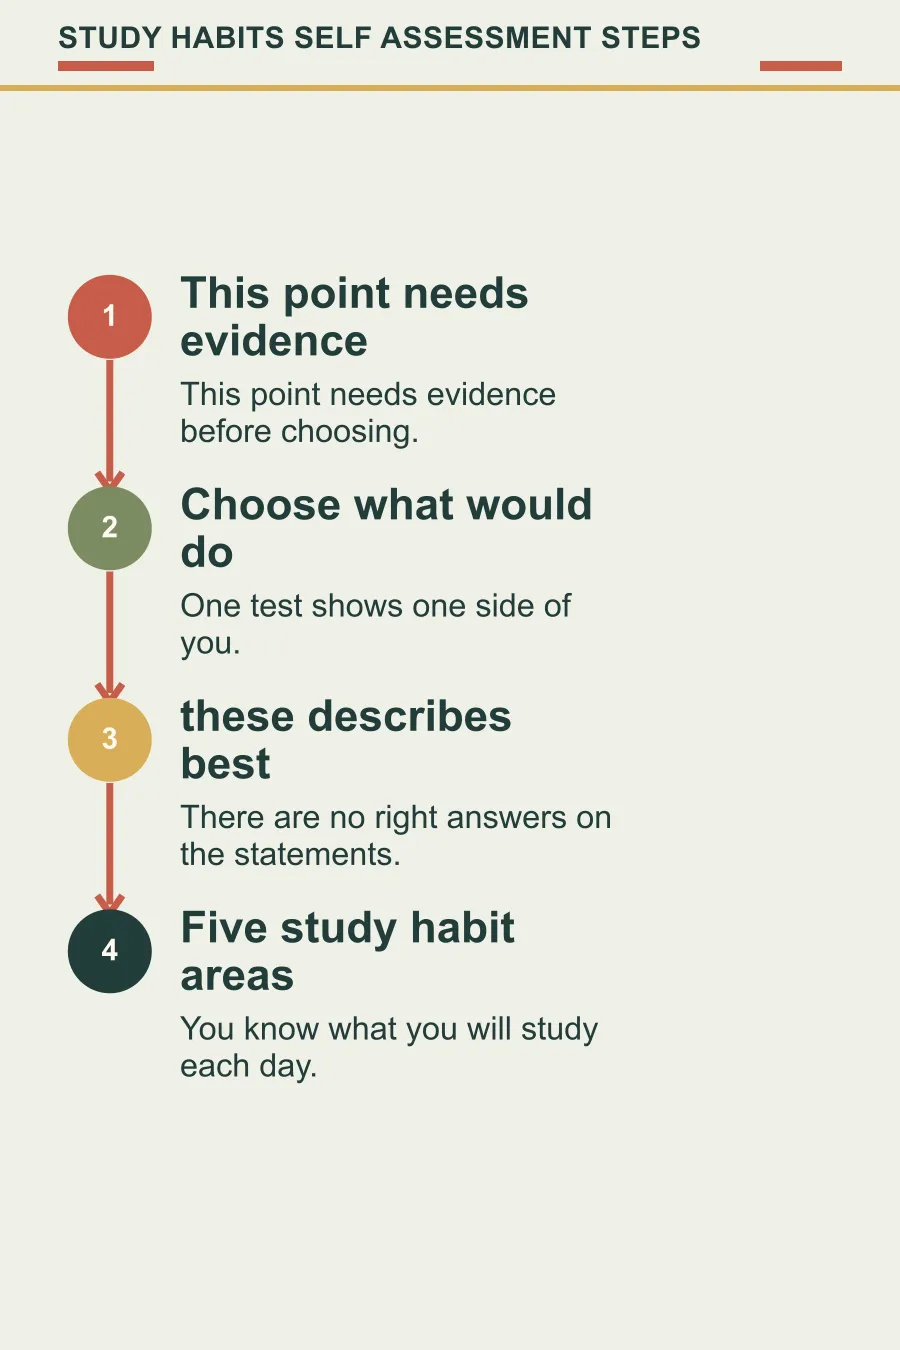 STUDY HABITS SELF ASSESSMENT STEPS
1
This point needs
evidence
This point needs evidence
before choosing.
2
Choose what would
do
One test shows one side of
you.
3
these describes
best
There are no right answers on
the statements.
4
Five study habit
areas
You know what you will study
each day.